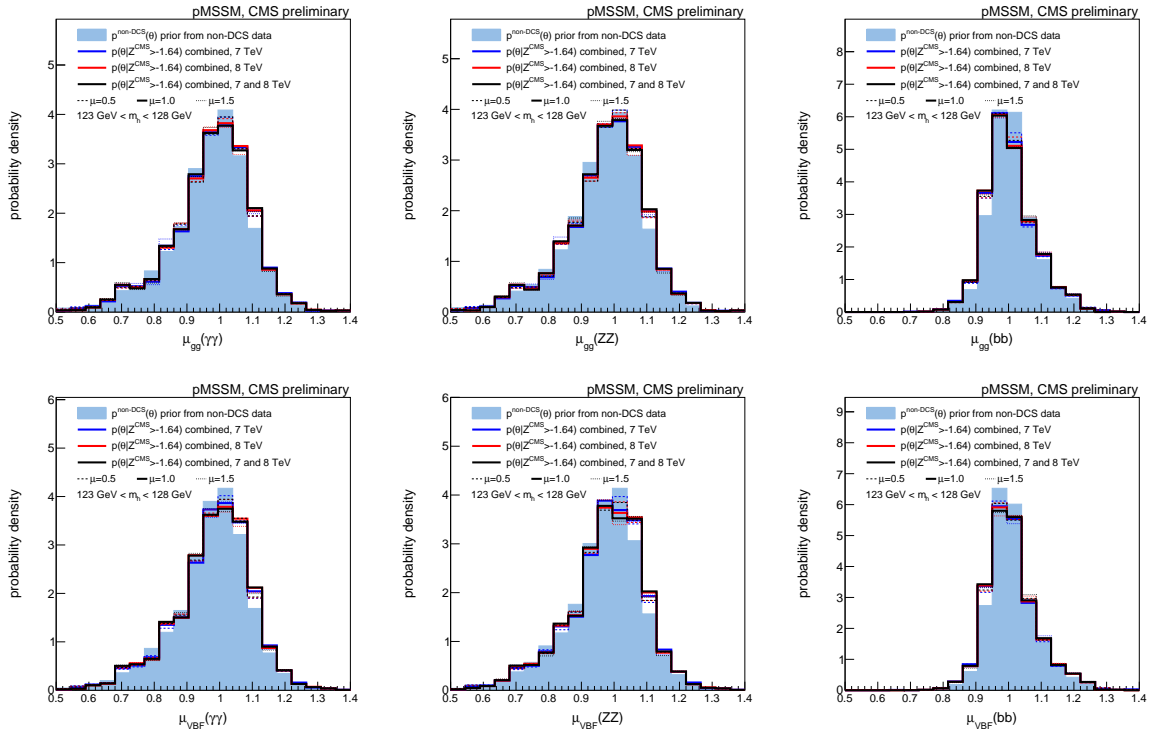 pMSSM, CMS preliminary
p^non-DCS(θ) prior from non-DCS data
p(θ|Z^CMS>-1.64) combined, 7 TeV
p(θ|Z^CMS>-1.64) combined, 8 TeV
p(θ|Z^CMS>-1.64) combined, 7 and 8 TeV
μ=0.5 μ=1.0 μ=1.5
123 GeV < m_h < 128 GeV
probability density
5
4
3
2
1
0
0.5 0.6 0.7 0.8 0.9 1 1.1 1.2 1.3 1.4
μ_gg(γγ)
pMSSM, CMS preliminary
p^non-DCS(θ) prior from non-DCS data
p(θ|Z^CMS>-1.64) combined, 7 TeV
p(θ|Z^CMS>-1.64) combined, 8 TeV
p(θ|Z^CMS>-1.64) combined, 7 and 8 TeV
μ=0.5 μ=1.0 μ=1.5
123 GeV < m_h < 128 GeV
probability density
5
4
3
2
1
0
0.5 0.6 0.7 0.8 0.9 1 1.1 1.2 1.3 1.4
μ_gg(ZZ)
pMSSM, CMS preliminary
p^non-DCS(θ) prior from non-DCS data
p(θ|Z^CMS>-1.64) combined, 7 TeV
p(θ|Z^CMS>-1.64) combined, 8 TeV
p(θ|Z^CMS>-1.64) combined, 7 and 8 TeV
μ=0.5 μ=1.0 μ=1.5
123 GeV < m_h < 128 GeV
probability density
8
7
6
5
4
3
2
1
0
0.5 0.6 0.7 0.8 0.9 1 1.1 1.2 1.3 1.4
μ_gg(bb)
pMSSM, CMS preliminary
p^non-DCS(θ) prior from non-DCS data
p(θ|Z^CMS>-1.64) combined, 7 TeV
p(θ|Z^CMS>-1.64) combined, 8 TeV
p(θ|Z^CMS>-1.64) combined, 7 and 8 TeV
μ=0.5 μ=1.0 μ=1.5
123 GeV < m_h < 128 GeV
probability density
6
5
4
3
2
1
0
0.5 0.6 0.7 0.8 0.9 1 1.1 1.2 1.3 1.4
μ_VBF(γγ)
pMSSM, CMS preliminary
p^non-DCS(θ) prior from non-DCS data
p(θ|Z^CMS>-1.64) combined, 7 TeV
p(θ|Z^CMS>-1.64) combined, 8 TeV
p(θ|Z^CMS>-1.64) combined, 7 and 8 TeV
μ=0.5 μ=1.0 μ=1.5
123 GeV < m_h < 128 GeV
probability density
6
5
4
3
2
1
0
0.5 0.6 0.7 0.8 0.9 1 1.1 1.2 1.3 1.4
μ_VBF(ZZ)
pMSSM, CMS preliminary
p^non-DCS(θ) prior from non-DCS data
p(θ|Z^CMS>-1.64) combined, 7 TeV
p(θ|Z^CMS>-1.64) combined, 8 TeV
p(θ|Z^CMS>-1.64) combined, 7 and 8 TeV
μ=0.5 μ=1.0 μ=1.5
123 GeV < m_h < 128 GeV
probability density
9
8
7
6
5
4
3
2
1
0
0.5 0.6 0.7 0.8 0.9 1 1.1 1.2 1.3 1.4
μ_VBF(bb)